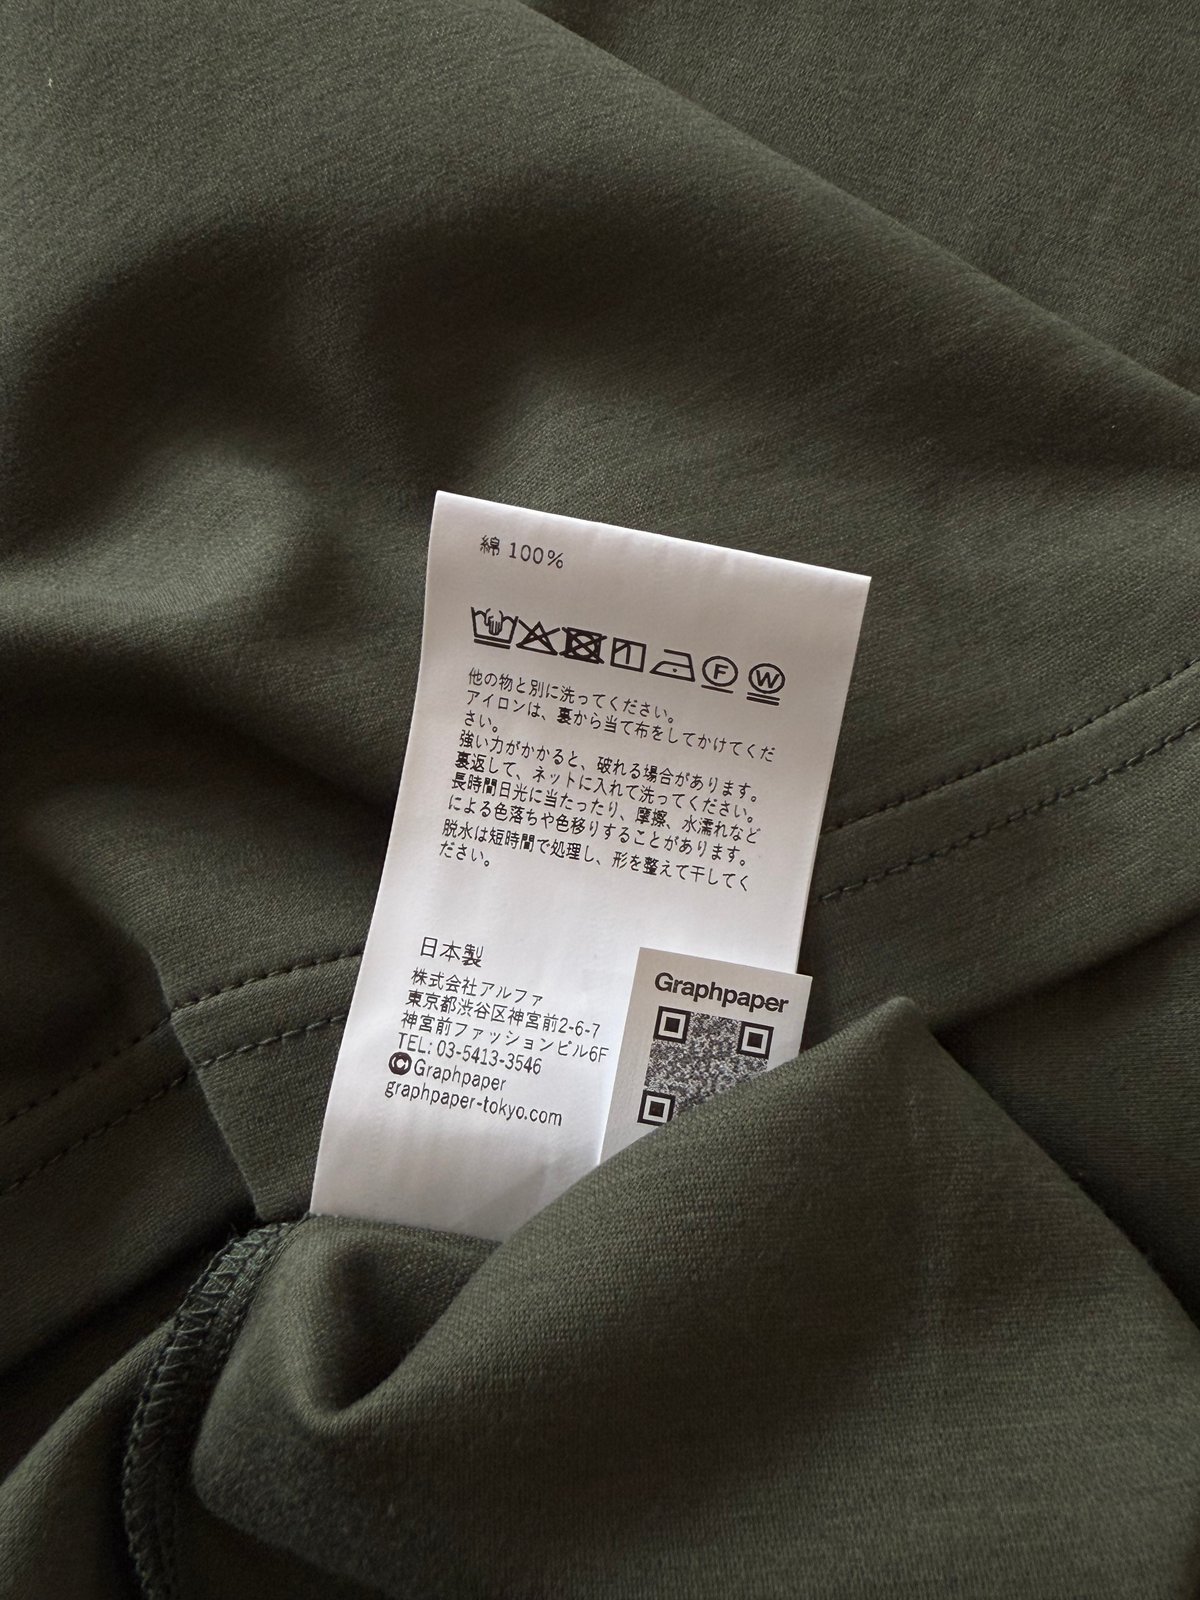 綿 100%
F
W
他の物と別に洗ってください。
アイロンは、裏から当て布をしてかけてくだ
さい。
強い力がかかると、破れる場合があります。
裏返して、ネットに入れて洗ってください。
長時間日光に当たったり、摩擦、水濡れなど
による色落ちや色移りすることがあります。
脱水は短時間で処理し、形を整えて干してく
ださい。
日本製
株式会社アルファ
東京都渋谷区神宮前2-6-7
神宮前ファッションビル6F
TEL: 03-5413-3546
©Graphpaper
graphpaper-tokyo.com
Graphpaper